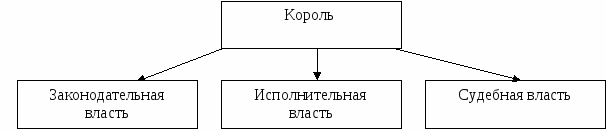 Король
Законодательная
власть
Исполнительная
власть
Судебная власть